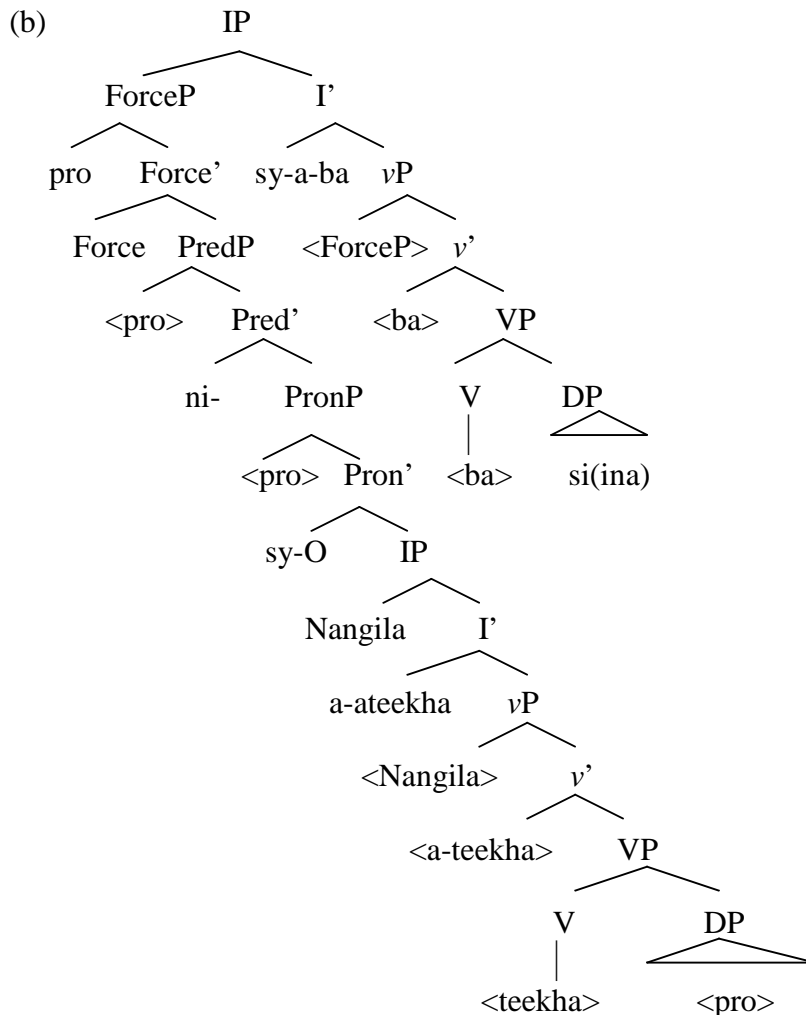 (b) IP
ForceP I’
pro Force’ sy-a-ba vP
Force PredP <ForceP> v’
<pro> Pred’ <ba> VP
ni- PronP V DP
<pro> Pron’ <ba> si(ina)
sy-O IP
Nangila I’
a-ateekha vP
<Nangila> v’
<a-teekha> VP
V DP
<teekha> <pro>